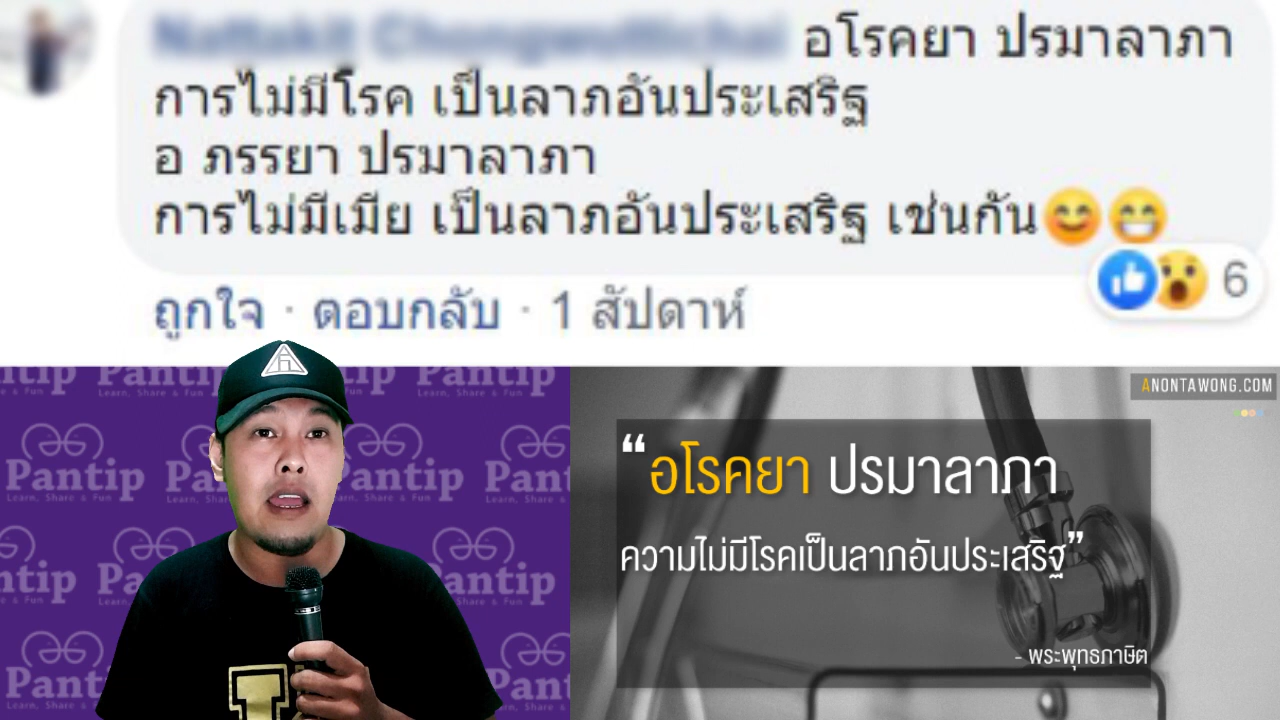 อโรคยา ปรมาลาภา
การไม่มีโรค เป็นลาภอันประเสริฐ
อ ภรรยา ปรมาลาภา
การไม่มีเมีย เป็นลาภอันประเสริฐ เช่นกัน😊😁
6
ถูกใจ · ตอบกลับ · 1 สัปดาห์
ANONTAWONG.COM
“อโรคยา ปรมาลาภา
ความไม่มีโรคเป็นลาภอันประเสริฐ”
- พระพุทธภาษิต
Pantip
Learn, Share & Fun